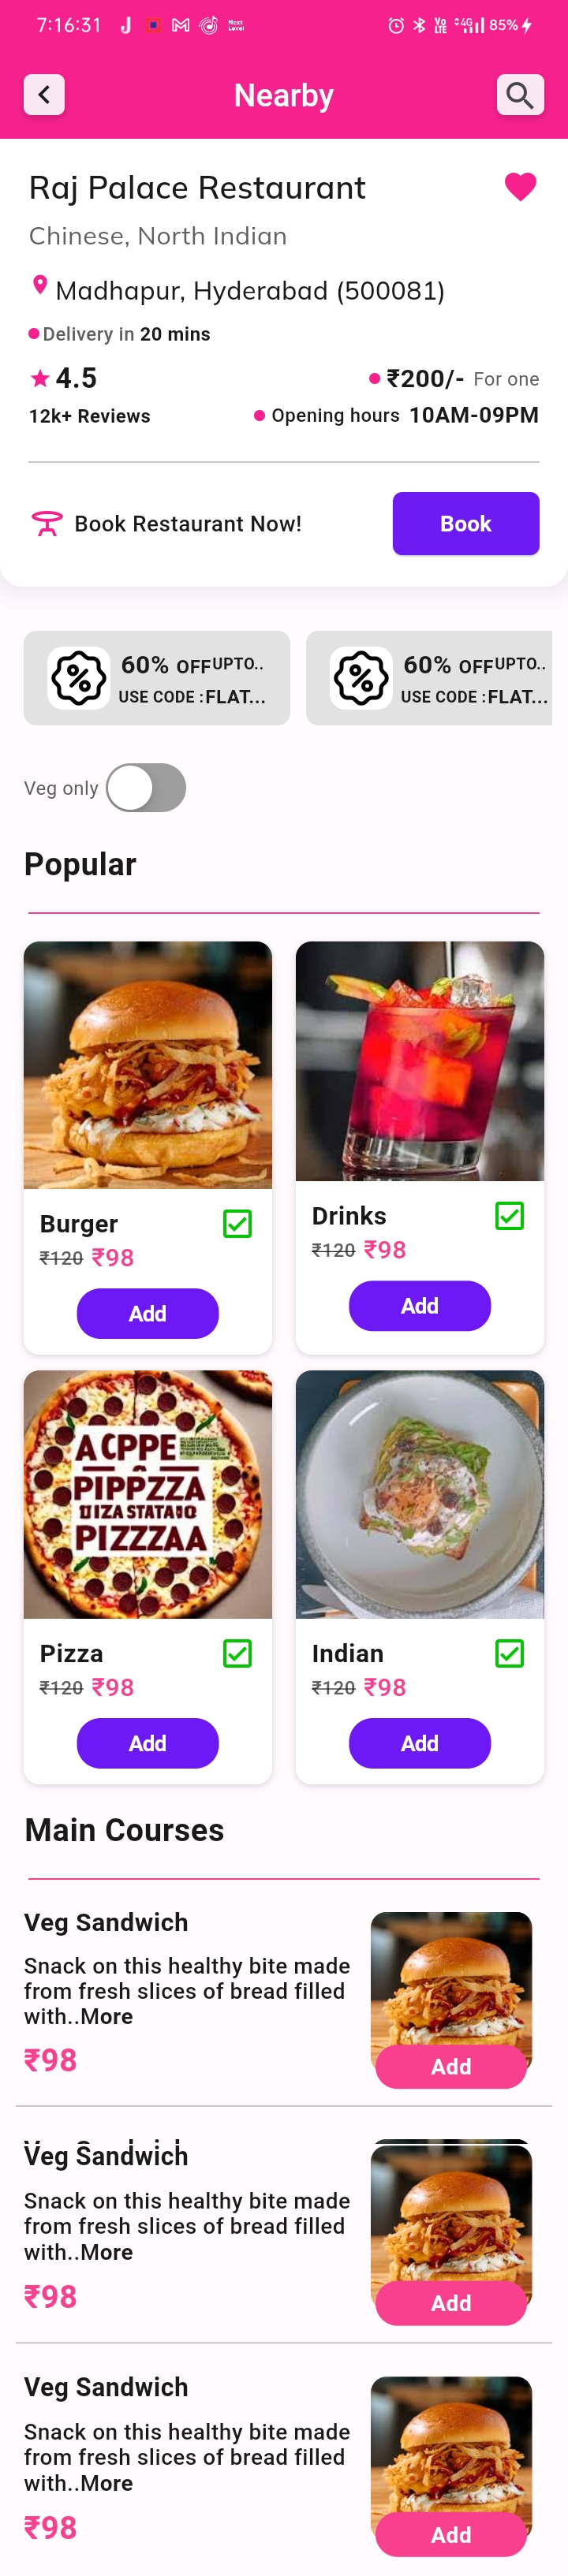 7:16:31 J M Next Level VoLTE 4G 85%
Nearby
Raj Palace Restaurant
Chinese, North Indian
Madhapur, Hyderabad (500081)
Delivery in 20 mins
4.5 ₹200/- For one
12k+ Reviews Opening hours 10AM-09PM
Book Restaurant Now! Book
60% OFF UPTO.. 60% OFF UPTO..
USE CODE :FLAT... USE CODE :FLAT...
Veg only
Popular
Burger
₹120 ₹98
Add
Drinks
₹120 ₹98
Add
A CPPE
PIPPZZA
PIZZZAA
Pizza
₹120 ₹98
Add
Indian
₹120 ₹98
Add
Main Courses
Veg Sandwich
Snack on this healthy bite made
from fresh slices of bread filled
with..More
₹98
Add
Veg Sandwich
Snack on this healthy bite made
from fresh slices of bread filled
with..More
₹98
Add
Veg Sandwich
Snack on this healthy bite made
from fresh slices of bread filled
with..More
₹98
Add